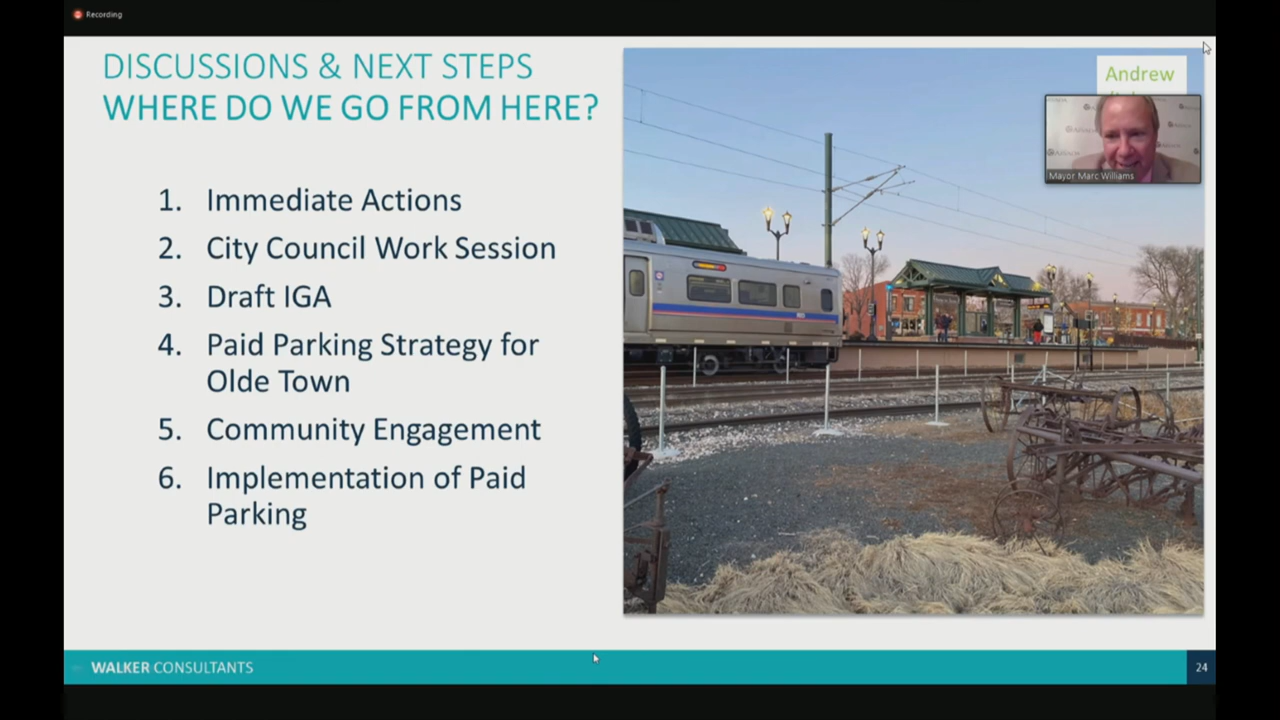 Recording
DISCUSSIONS & NEXT STEPS
WHERE DO WE GO FROM HERE?
Andrew
Mayor Marc Williams
1. Immediate Actions
2. City Council Work Session
3. Draft IGA
4. Paid Parking Strategy for
Olde Town
5. Community Engagement
6. Implementation of Paid
Parking
WALKER CONSULTANTS
24